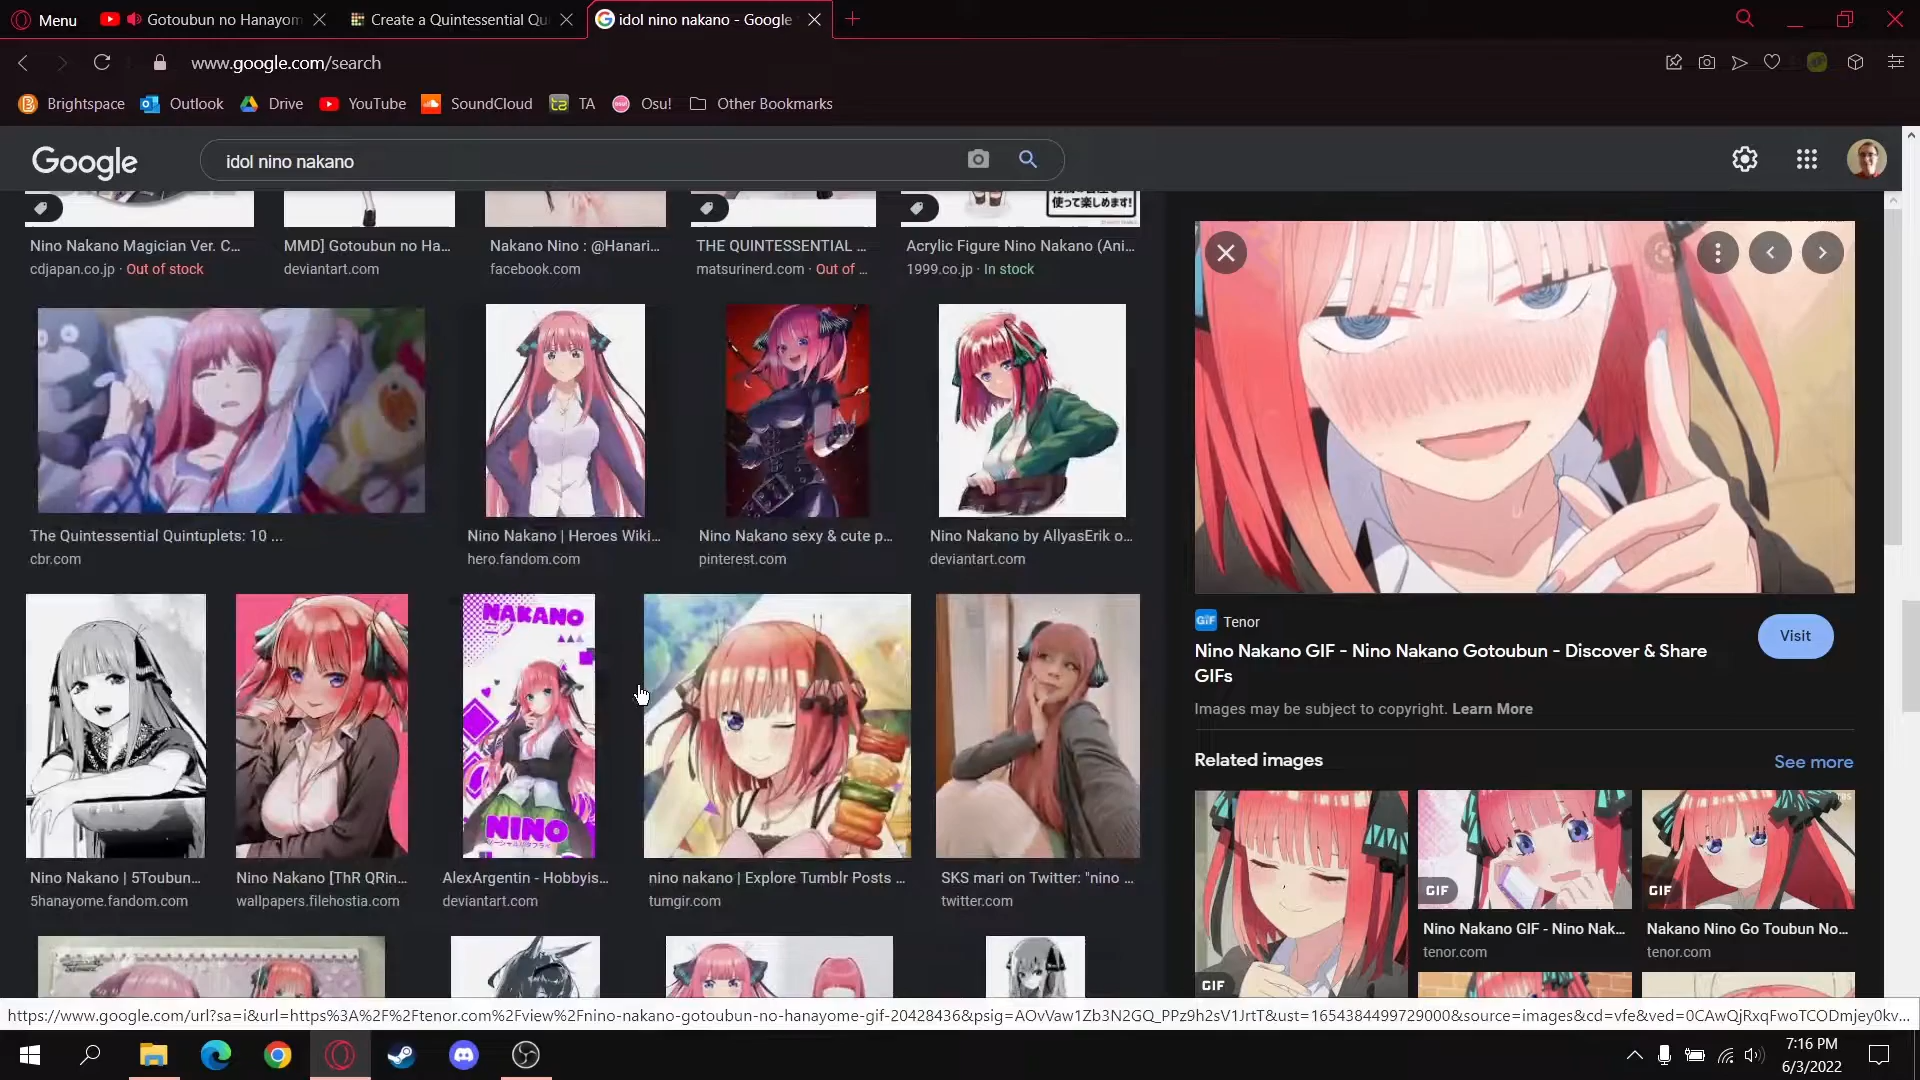 Menu
Gotoubun no Hanayom
Create a Quintessential Qu
idol nino nakano - Google
www.google.com/search
Brightspace
Outlook
Drive
YouTube
SoundCloud
TA
Osu!
Other Bookmarks
Google
idol nino nakano
使って楽しめます!
Nino Nakano Magician Ver. C...
cdjapan.co.jp · Out of stock
MMD] Gotoubun no Ha...
deviantart.com
Nakano Nino : @Hanari...
facebook.com
THE QUINTESSENTIAL ...
matsurinerd.com · Out of ...
Acrylic Figure Nino Nakano (Ani...
1999.co.jp · In stock
The Quintessential Quintuplets: 10 ...
cbr.com
Nino Nakano | Heroes Wiki...
hero.fandom.com
Nino Nakano sexy & cute p...
pinterest.com
Nino Nakano by AllyasErik o...
deviantart.com
NAKANO
NINO
Nino Nakano | 5Toubun...
5hanayome.fandom.com
Nino Nakano [ThR QRin...
wallpapers.filehostia.com
AlexArgentin - Hobbyis...
deviantart.com
nino nakano | Explore Tumblr Posts ...
tumgir.com
SKS mari on Twitter: "nino ...
twitter.com
GIF Tenor
Nino Nakano GIF - Nino Nakano Gotoubun - Discover & Share
GIFs
Visit
Images may be subject to copyright. Learn More
Related images
See more
GIF
GIF
TBS
GIF
Nino Nakano GIF - Nino Nak...
tenor.com
Nakano Nino Go Toubun No...
tenor.com
https://www.google.com/url?sa=i&url=https%3A%2F%2Ftenor.com%2Fview%2Fnino-nakano-gotoubun-no-hanayome-gif-20428436&psig=AOvVaw1Zb3N2GQ_PPz9h2sV1JrtT&ust=1654384499729000&source=images&cd=vfe&ved=0CAwQjRxqFwoTCODmjey0kv...
7:16 PM
6/3/2022